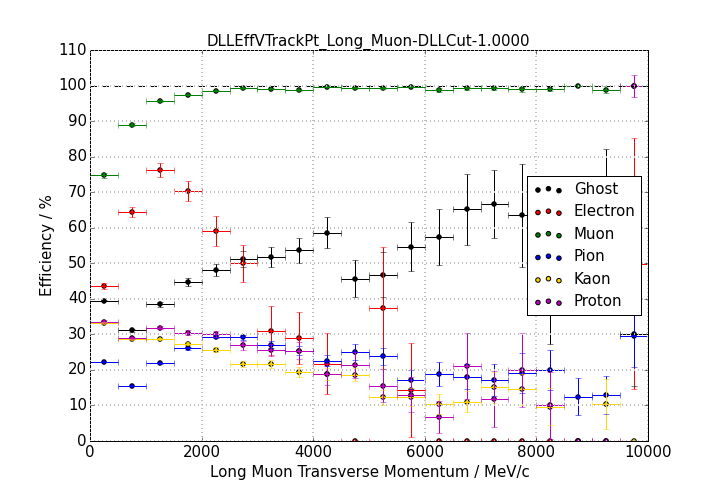 DLLEffVTrackPt_Long_Muon-DLLCut-1.0000
110
100
90
80
70
60
50
40
30
20
10
0
Efficiency / %
Ghost
Electron
Muon
Pion
Kaon
Proton
0 2000 4000 6000 8000 10000
Long Muon Transverse Momentum / MeV/c